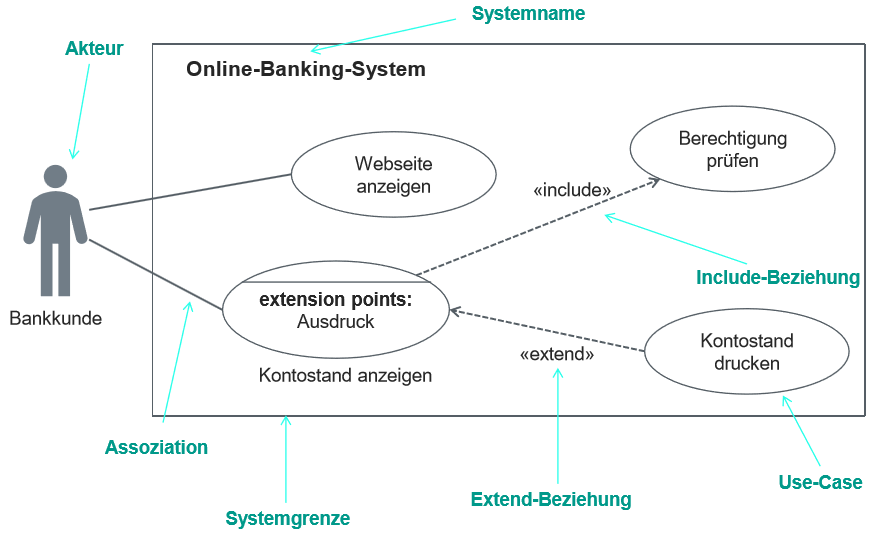 Systemname
Akteur
Online-Banking-System
Webseite
anzeigen
Berechtigung
prüfen
«include»
Include-Beziehung
extension points:
Ausdruck
Kontostand anzeigen
Bankkunde
«extend»
Kontostand
drucken
Assoziation
Systemgrenze
Extend-Beziehung
Use-Case